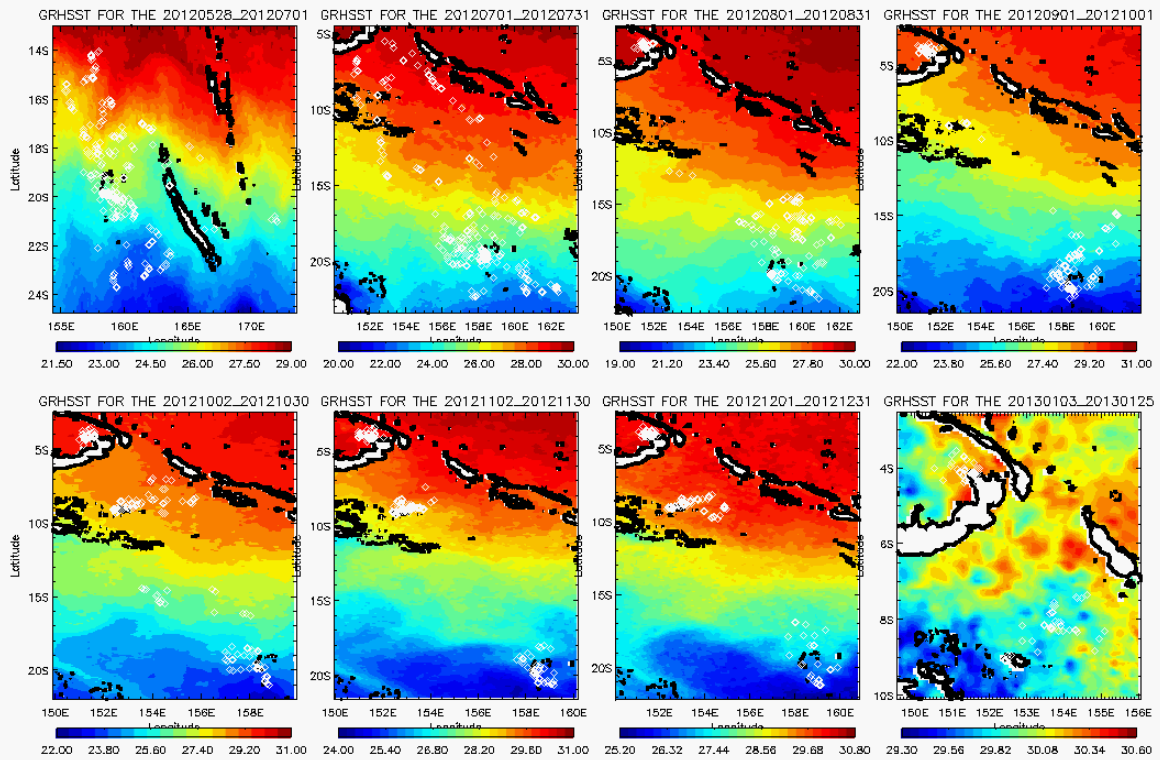 GRHSST FOR THE 20120528_20120701
GRHSST FOR THE 20120701_20120731
GRHSST FOR THE 20120801_20120831
GRHSST FOR THE 20120901_20121001
14S 16S 18S 20S 22S 24S
5S 10S 15S 20S
5S 10S 15S 20S
5S 10S 15S 20S
Latitude
Latitude
Latitude
Latitude
155E 160E 165E 170E
152E 154E 156E 158E 160E 162E
150E 152E 154E 156E 158E 160E 162E
150E 152E 154E 156E 158E 160E
21.50 23.00 24.50 26.00 27.50 29.00
20.00 22.00 24.00 26.00 28.00 30.00
19.00 21.20 23.40 25.60 27.80 30.00
22.00 23.80 25.60 27.40 29.20 31.00
GRHSST FOR THE 20121002_20121030
GRHSST FOR THE 20121102_20121130
GRHSST FOR THE 20121201_20121231
GRHSST FOR THE 20130103_20130125
5S 10S 15S 20S
5S 10S 15S 20S
5S 10S 15S 20S
4S 6S 8S 10S
Latitude
Latitude
Latitude
Latitude
150E 152E 154E 156E 158E
150E 152E 154E 156E 158E 160E
152E 154E 156E 158E 160E
150E 151E 152E 153E 154E 155E 156E
Longitude
Longitude
Longitude
Longitude
22.00 23.80 25.60 27.40 29.20 31.00
24.00 25.40 26.80 28.20 29.60 31.00
25.20 26.32 27.44 28.56 29.68 30.80
29.30 29.56 29.82 30.08 30.34 30.60